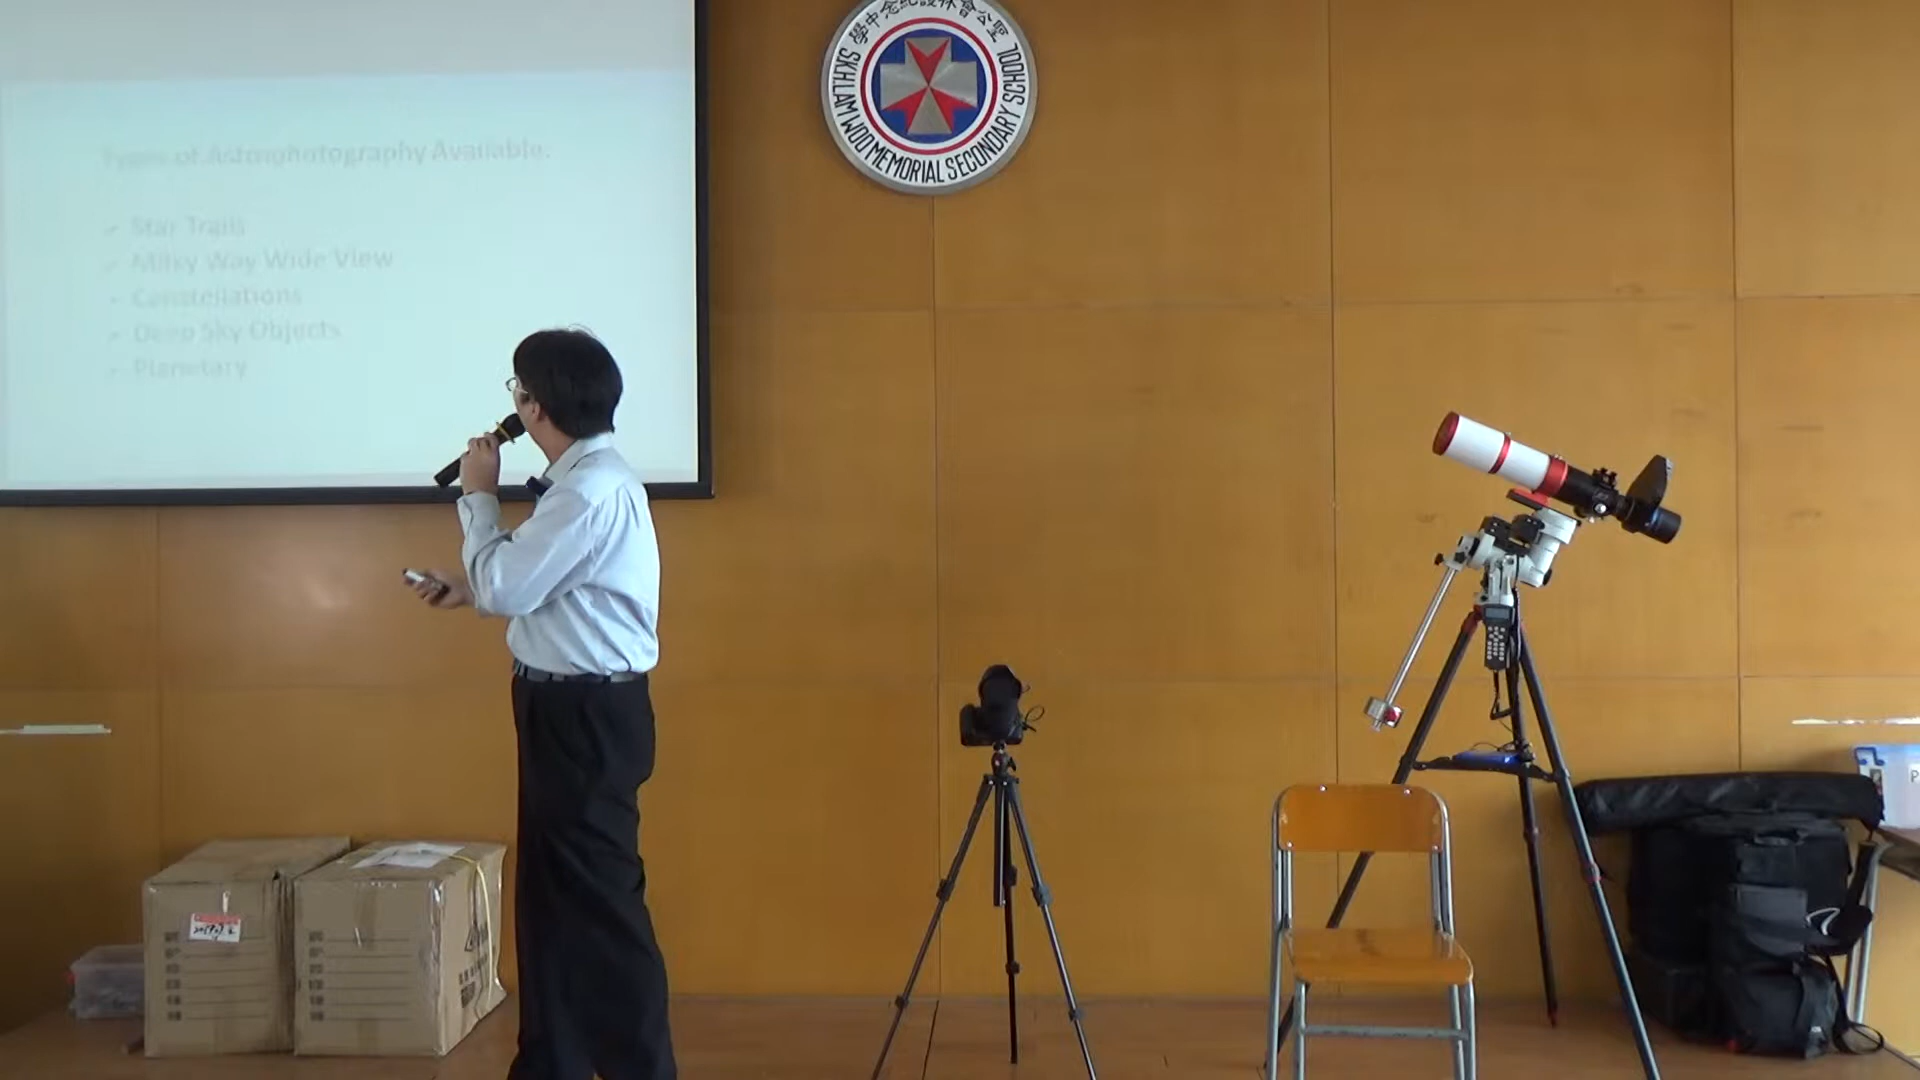 Types of Astrophotography Available:
Star Trails
Milky Way Wide View
Constellations
Deep Sky Objects
Planetary
聖公會林護紀念中學
S.K.H. LAM WOO MEMORIAL SECONDARY SCHOOL
P